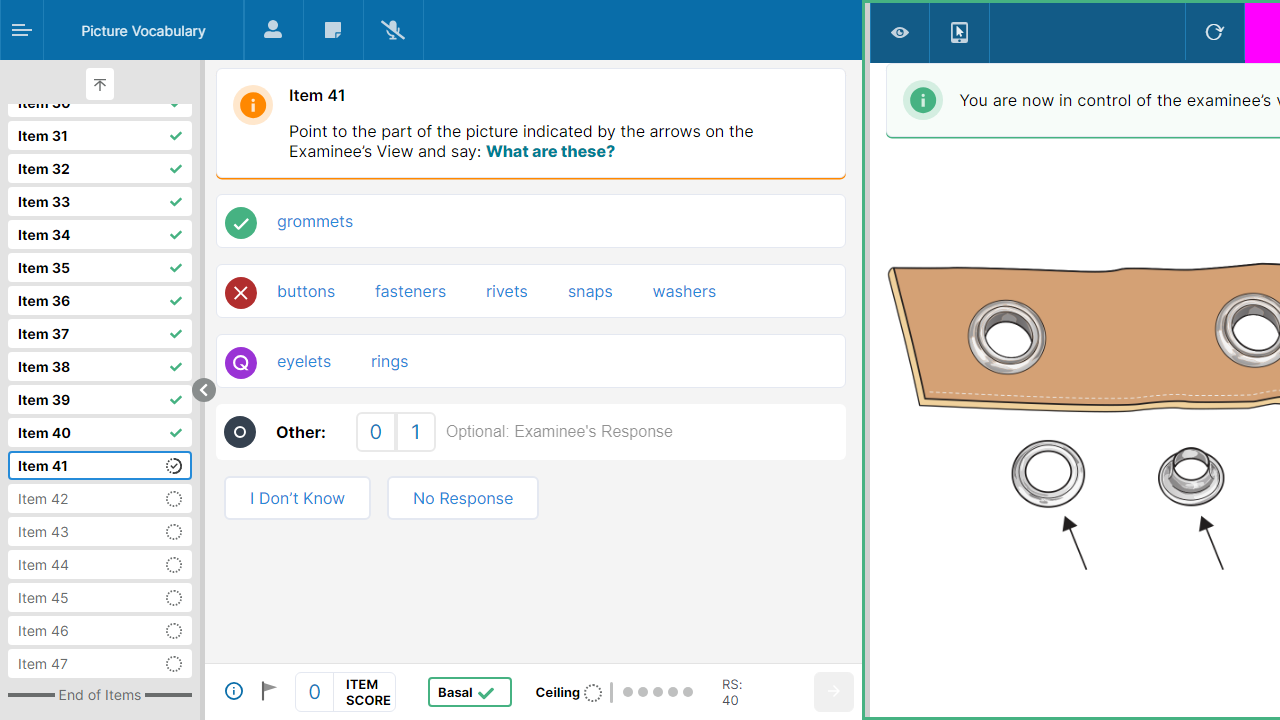 Picture Vocabulary
Item 30
Item 31
Item 32
Item 33
Item 34
Item 35
Item 36
Item 37
Item 38
Item 39
Item 40
Item 41
Item 42
Item 43
Item 44
Item 45
Item 46
Item 47
End of Items
Item 41
Point to the part of the picture indicated by the arrows on the
Examinee’s View and say: What are these?
grommets
buttons fasteners rivets snaps washers
Q eyelets rings
Other: 0 1 Optional: Examinee's Response
I Don’t Know No Response
0 ITEM
SCORE
Basal
Ceiling
RS:
40
You are now in control of the examinee’s